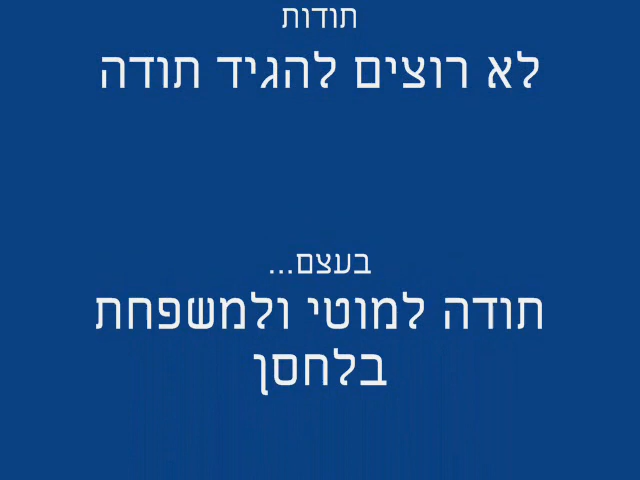 תודות
לא רוצים להגיד תודה
בעצם...
תודה למוטי ולמשפחת
בלחסן